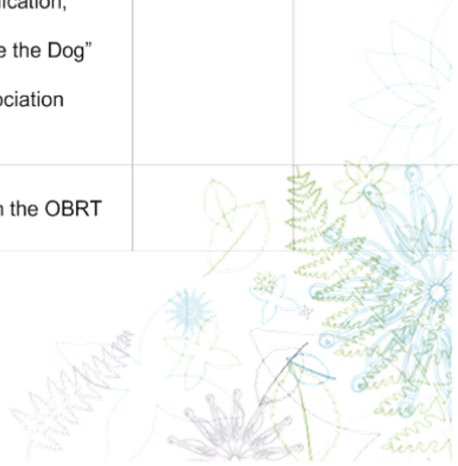 ication,
e the Dog”
ociation
n the OBRT